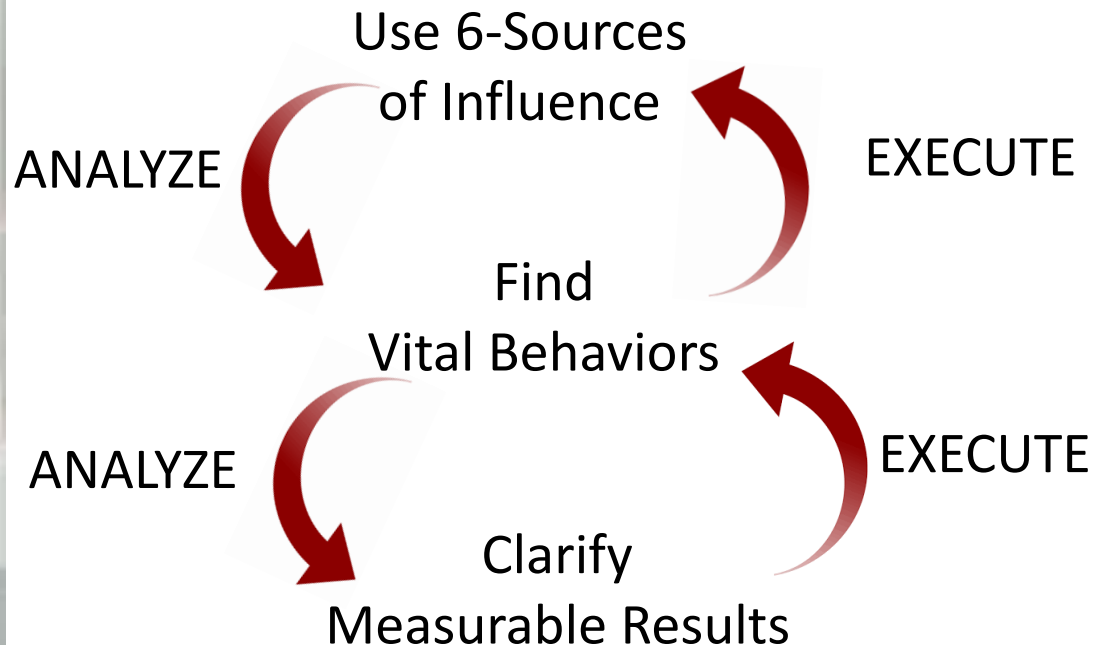 Use 6-Sources
of Influence
ANALYZE
EXECUTE
Find
Vital Behaviors
ANALYZE
EXECUTE
Clarify
Measurable Results